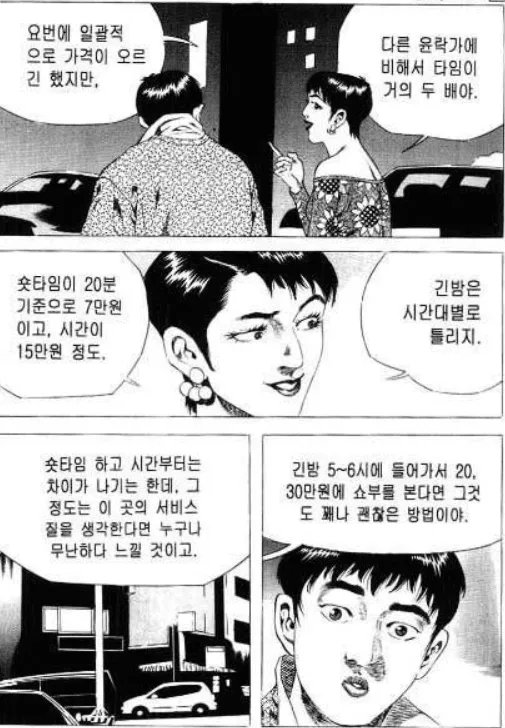 요번에 일괄적
으로 가격이 오르
긴 했지만,
다른 윤락가에
비해서 타임이
거의 두 배야.
숏타임이 20분
기준으로 7만원
이고, 시간이
15만원 정도.
긴밤은
시간대별로
틀리지.
숏타임 하고 시간부터는
차이가 나기는 한데, 그
정도는 이 곳의 서비스
질을 생각한다면 누구나
무난하다 느낄 것이고.
긴방 5~6시에 들어가서 20,
30만원에 쇼부를 본다면 그것
도 꽤나 괜찮은 방법이야.